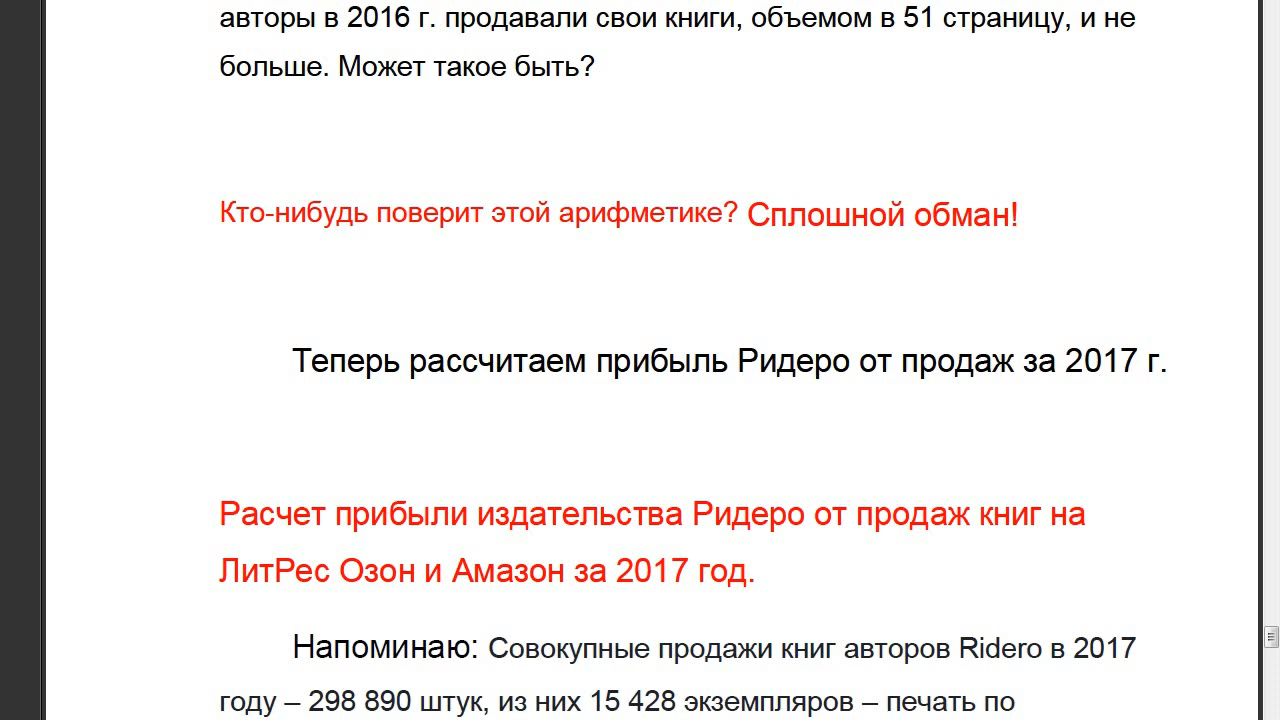 авторы в 2016 г. продавали свои книги, объемом в 51 страницу, и не
больше. Может такое быть?
Кто-нибудь поверит этой арифметике? Сплошной обман!
Теперь рассчитаем прибыль Ридеро от продаж за 2017 г.
Расчет прибыли издательства Ридеро от продаж книг на
ЛитРес Озон и Амазон за 2017 год.
Напоминаю: Совокупные продажи книг авторов Ridero в 2017
году – 298 890 штук, из них 15 428 экземпляров – печать по